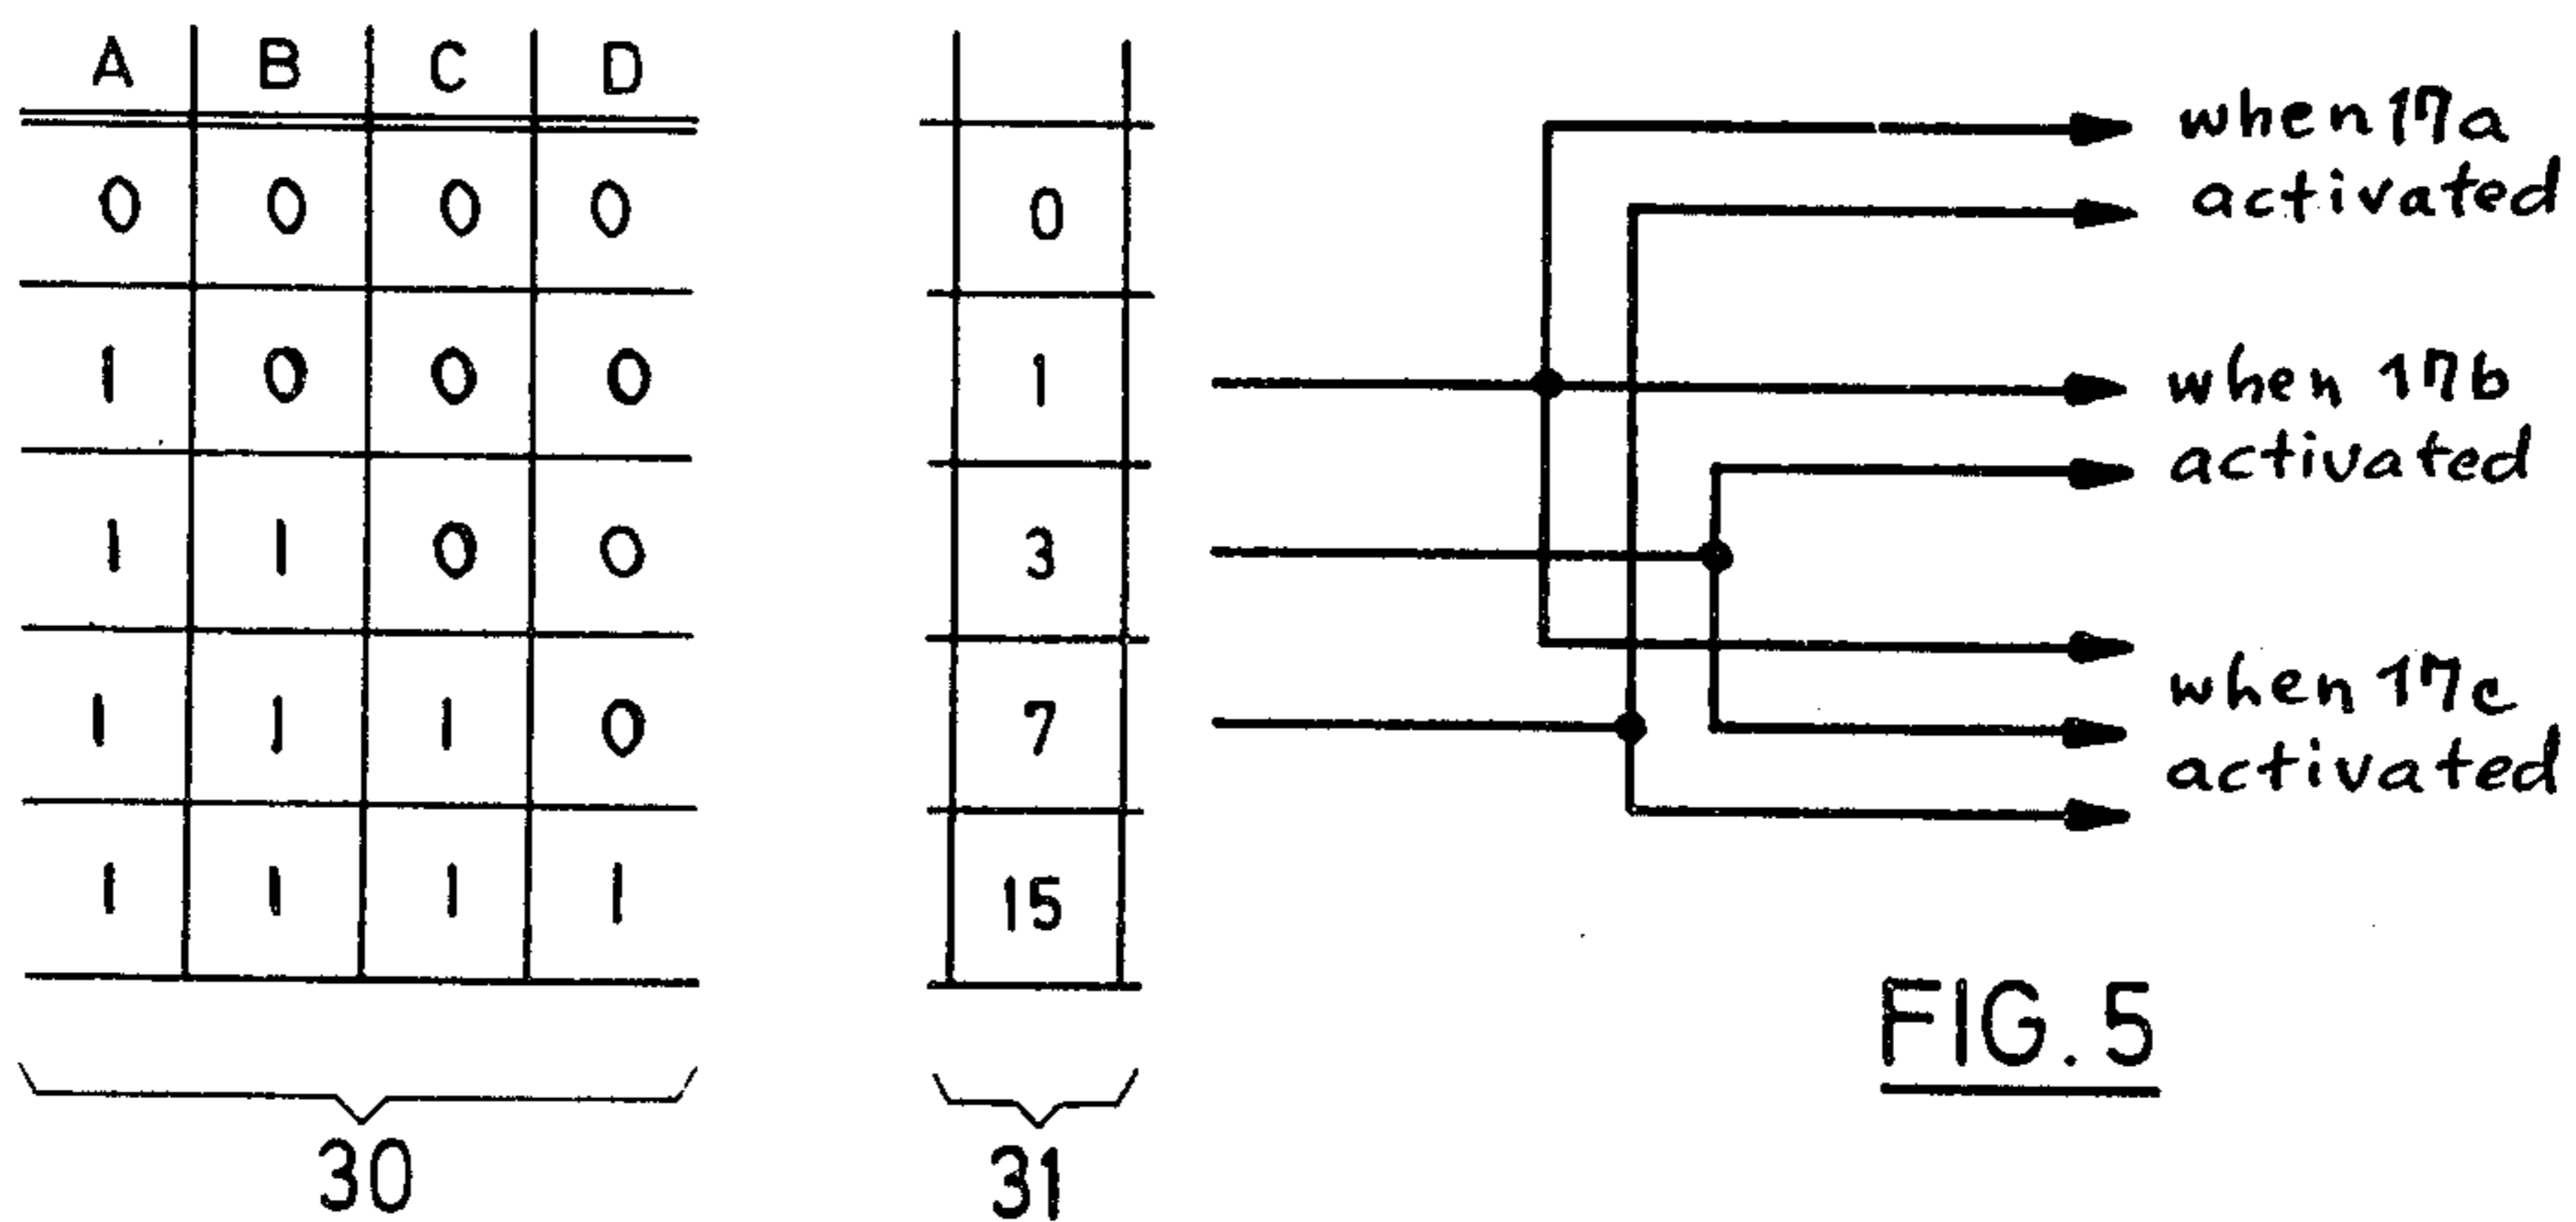 A B C D
0 0 0 0
1 0 0 0
1 1 0 0
1 1 1 0
1 1 1 1
30
0
1
3
7
15
31
when 17a
activated
when 17b
activated
when 17c
activated
FIG. 5